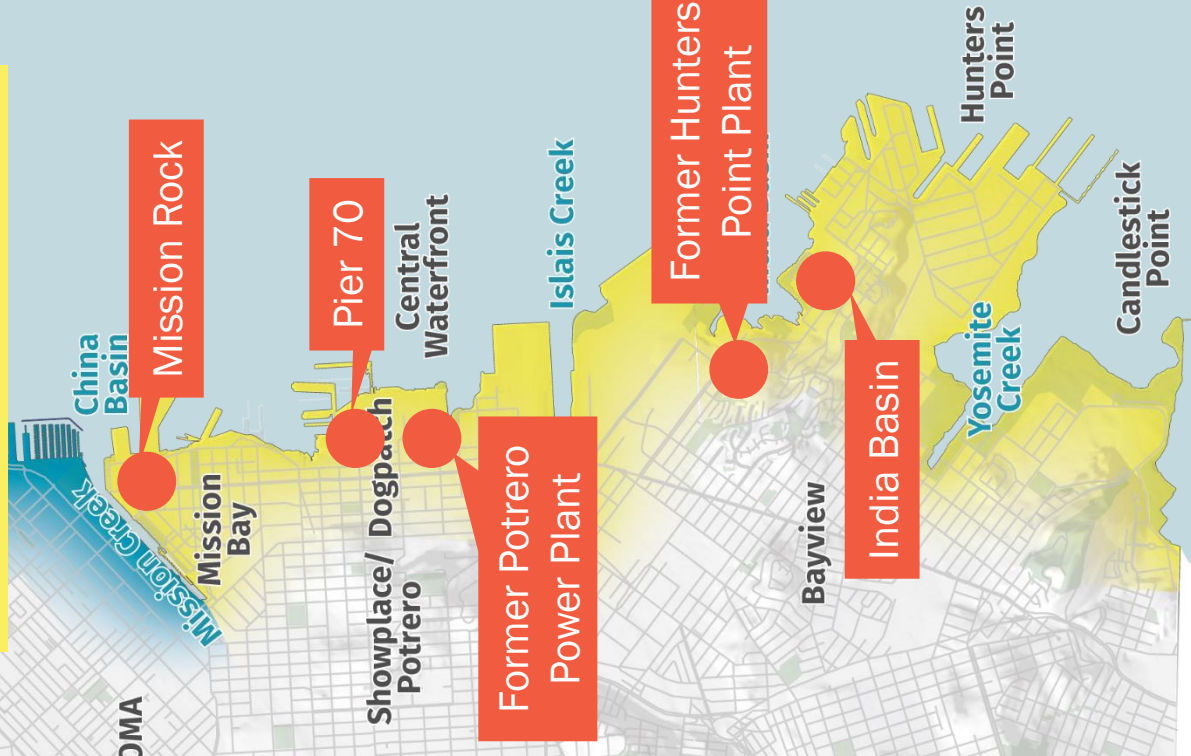 OMA
China
Basin
Mission Creek
Mission Rock
Mission
Bay
Pier 70
Showplace/
Potrero
Dogpatch
Central
Waterfront
Former Potrero
Power Plant
Islais Creek
Former Hunters
Point Plant
Bayview
India Basin
Hunters
Point
Yosemite
Creek
Candlestick
Point